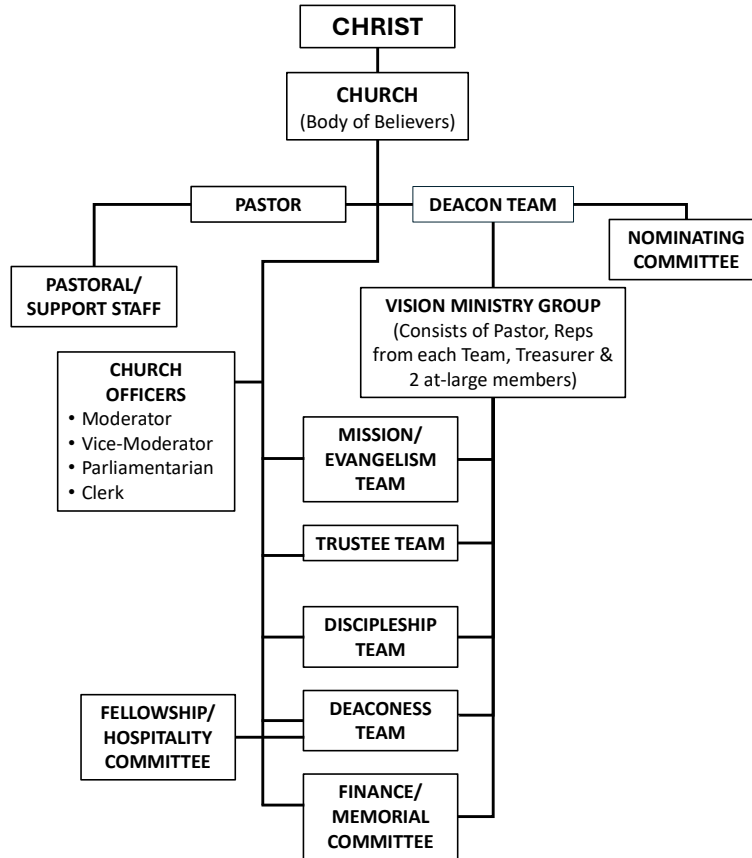 CHRIST
CHURCH
(Body of Believers)
PASTOR
DEACON TEAM
NOMINATING
COMMITTEE
PASTORAL/
SUPPORT STAFF
VISION MINISTRY GROUP
(Consists of Pastor, Reps
from each Team, Treasurer &
2 at-large members)
CHURCH
OFFICERS
• Moderator
• Vice-Moderator
• Parliamentarian
• Clerk
MISSION/
EVANGELISM
TEAM
TRUSTEE TEAM
DISCIPLESHIP
TEAM
DEACONESS
TEAM
FELLOWSHIP/
HOSPITALITY
COMMITTEE
FINANCE/
MEMORIAL
COMMITTEE